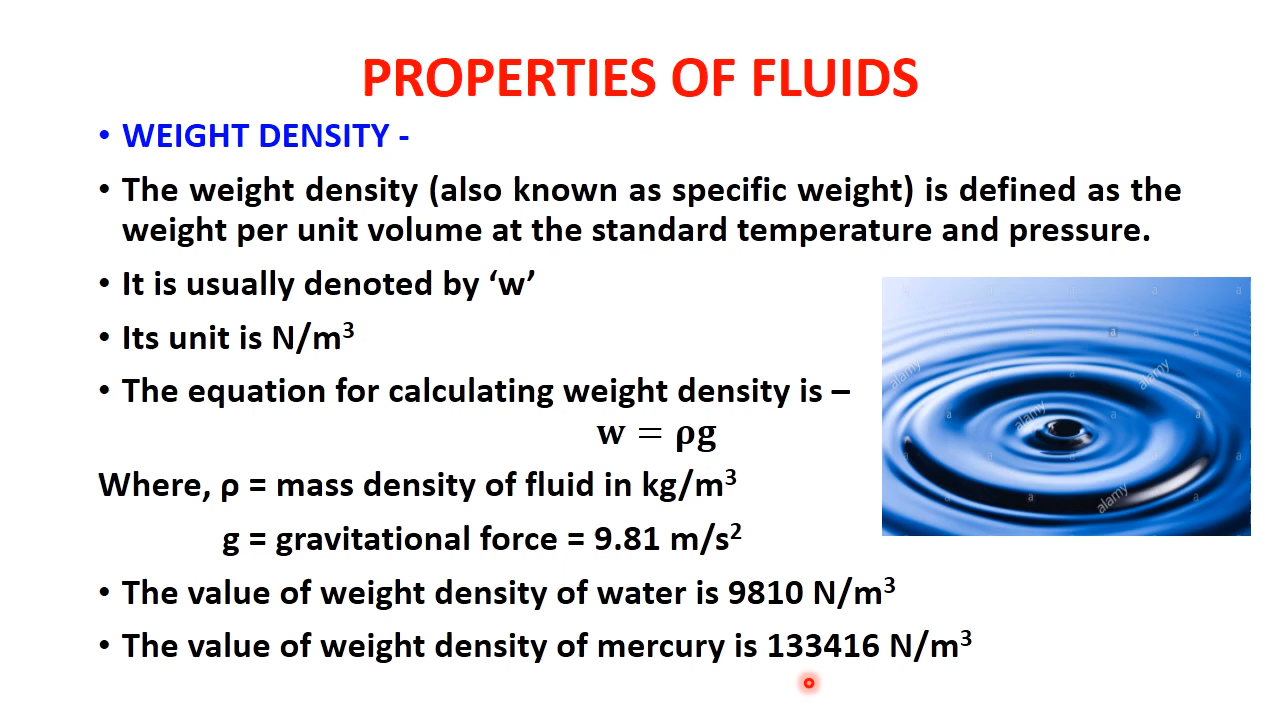 PROPERTIES OF FLUIDS
• WEIGHT DENSITY -
• The weight density (also known as specific weight) is defined as the
weight per unit volume at the standard temperature and pressure.
• It is usually denoted by ‘w’
• Its unit is N/m³
• The equation for calculating weight density is –
w = ρg
Where, ρ = mass density of fluid in kg/m³
g = gravitational force = 9.81 m/s²
• The value of weight density of water is 9810 N/m³
• The value of weight density of mercury is 133416 N/m³
a a a a
a a a
alamy a alamy a
a alamy a a
a a a
a a alamy a